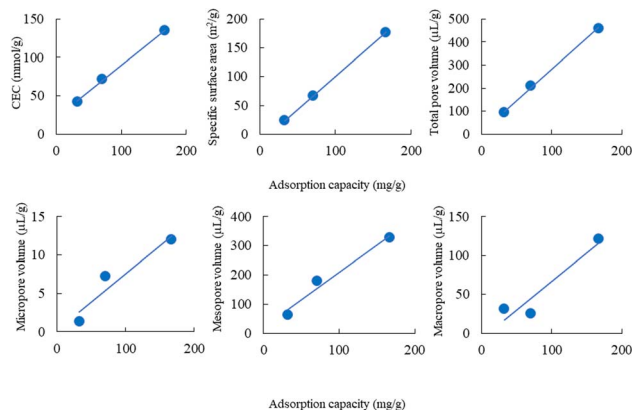 CEC
(mmol/g)
150
100
50
0
0 100 200
Specific surface area (m²/g)
200
150
100
50
0
0 100 200
Total pore volume (µL/g)
500
400
300
200
100
0
0 100 200
Adsorption capacity (mg/g)
Micropore volume (µL/g)
15
10
5
0
0 100 200
Mesopore volume (µL/g)
400
300
200
100
0
0 100 200
Macropore volume (µL/g)
150
100
50
0
0 100 200
Adsorption capacity (mg/g)